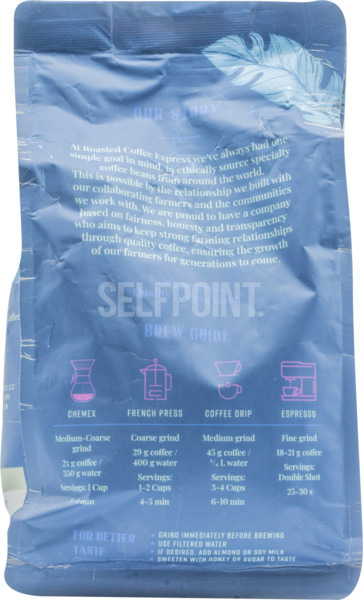 OUR STORY
At Roasted Coffee Express we've always had one
simple goal in mind, to ethically source specialty
coffee beans from around the world.
This is possible by the relationship we built with
our collaborating farmers and the communities
we work with. We are proud to have a company
based on fairness, honesty and transparency
who aims to keep strong farming relationships
through quality coffee, ensuring the growth
of our farmers for generations to come.
SELFPOINT.
BREW GUIDE
CHEMEX FRENCH PRESS COFFEE DRIP ESPRESSO
Medium-Coarse grind
25 g coffee /
350 g water
Servings: 1 Cup
min
Coarse grind
29 g coffee /
400 g water
Servings:
1-2 Cups
4-5 min
Medium grind
45 g coffee /
L water
Servings:
3-4 Cups
6-10 min
Fine grind
18-21 g coffee
Servings:
Double Shot
25-30 s
FOR BETTER
TASTE
• GRIND IMMEDIATELY BEFORE BREWING
• USE FILTERED WATER
• IF DESIRED, ADD ALMOND OR SOY MILK
• SWEETEN WITH HONEY OR SUGAR TO TASTE